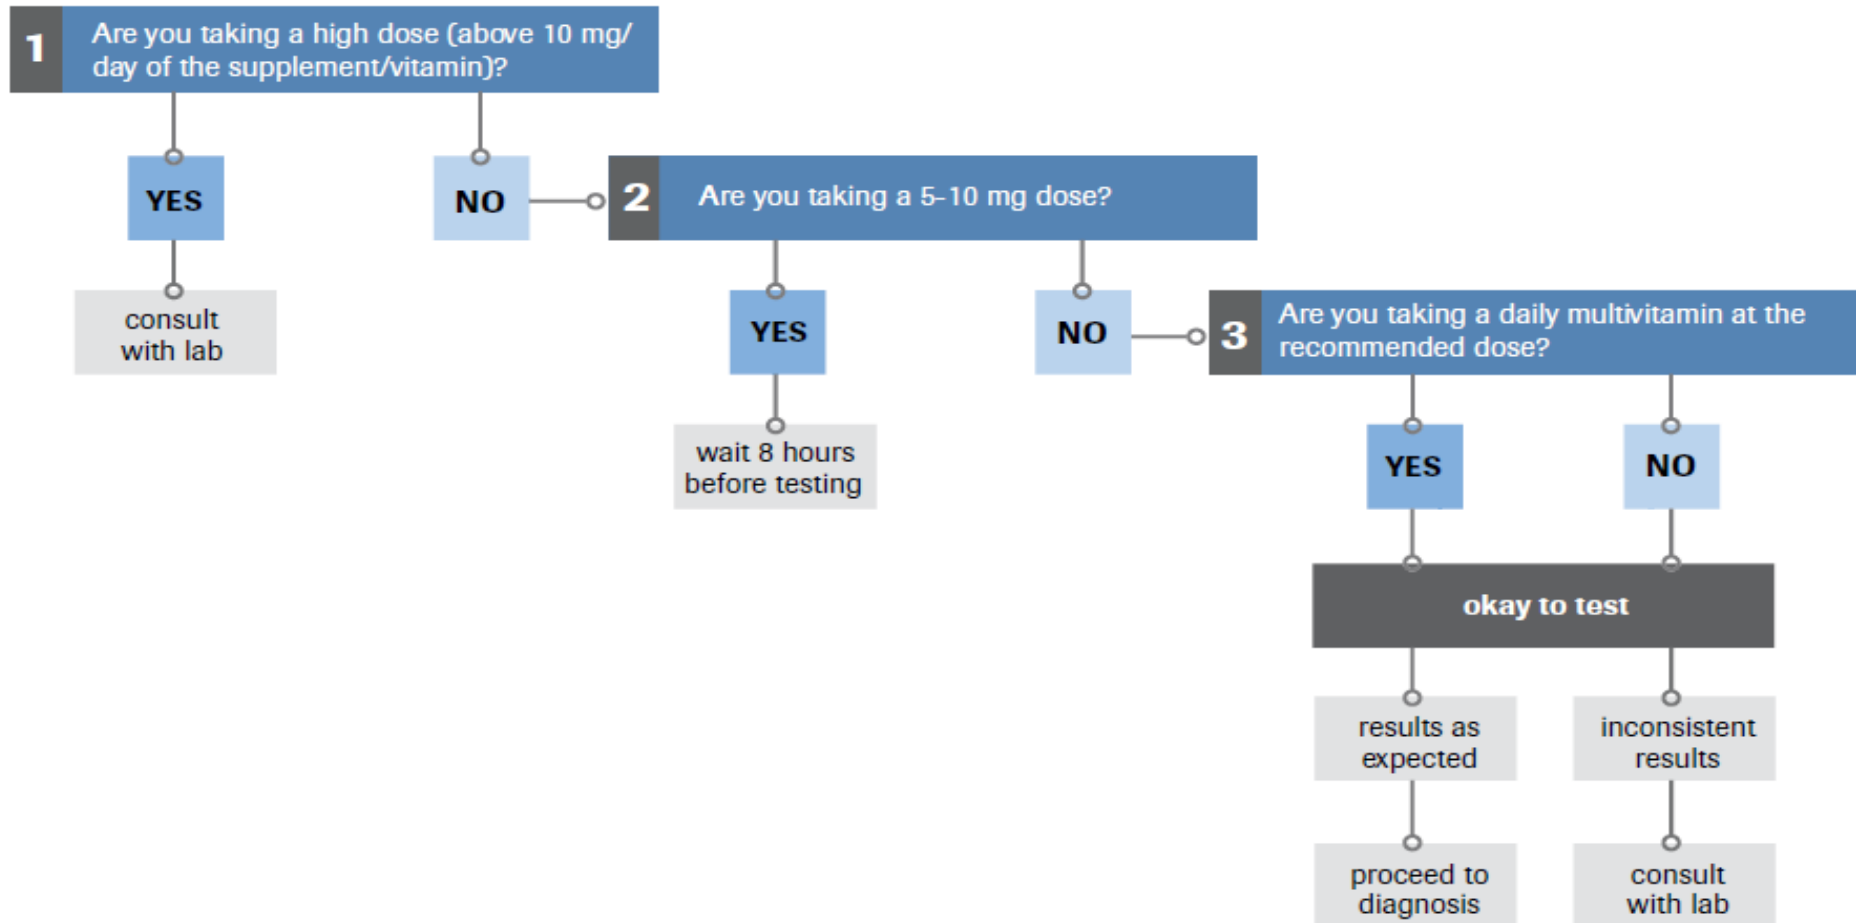 1
Are you taking a high dose (above 10 mg/
day of the supplement/vitamin)?
YES
NO
consult
with lab
2
Are you taking a 5–10 mg dose?
YES
NO
wait 8 hours
before testing
3
Are you taking a daily multivitamin at the
recommended dose?
YES
NO
okay to test
results as
expected
inconsistent
results
proceed to
diagnosis
consult
with lab